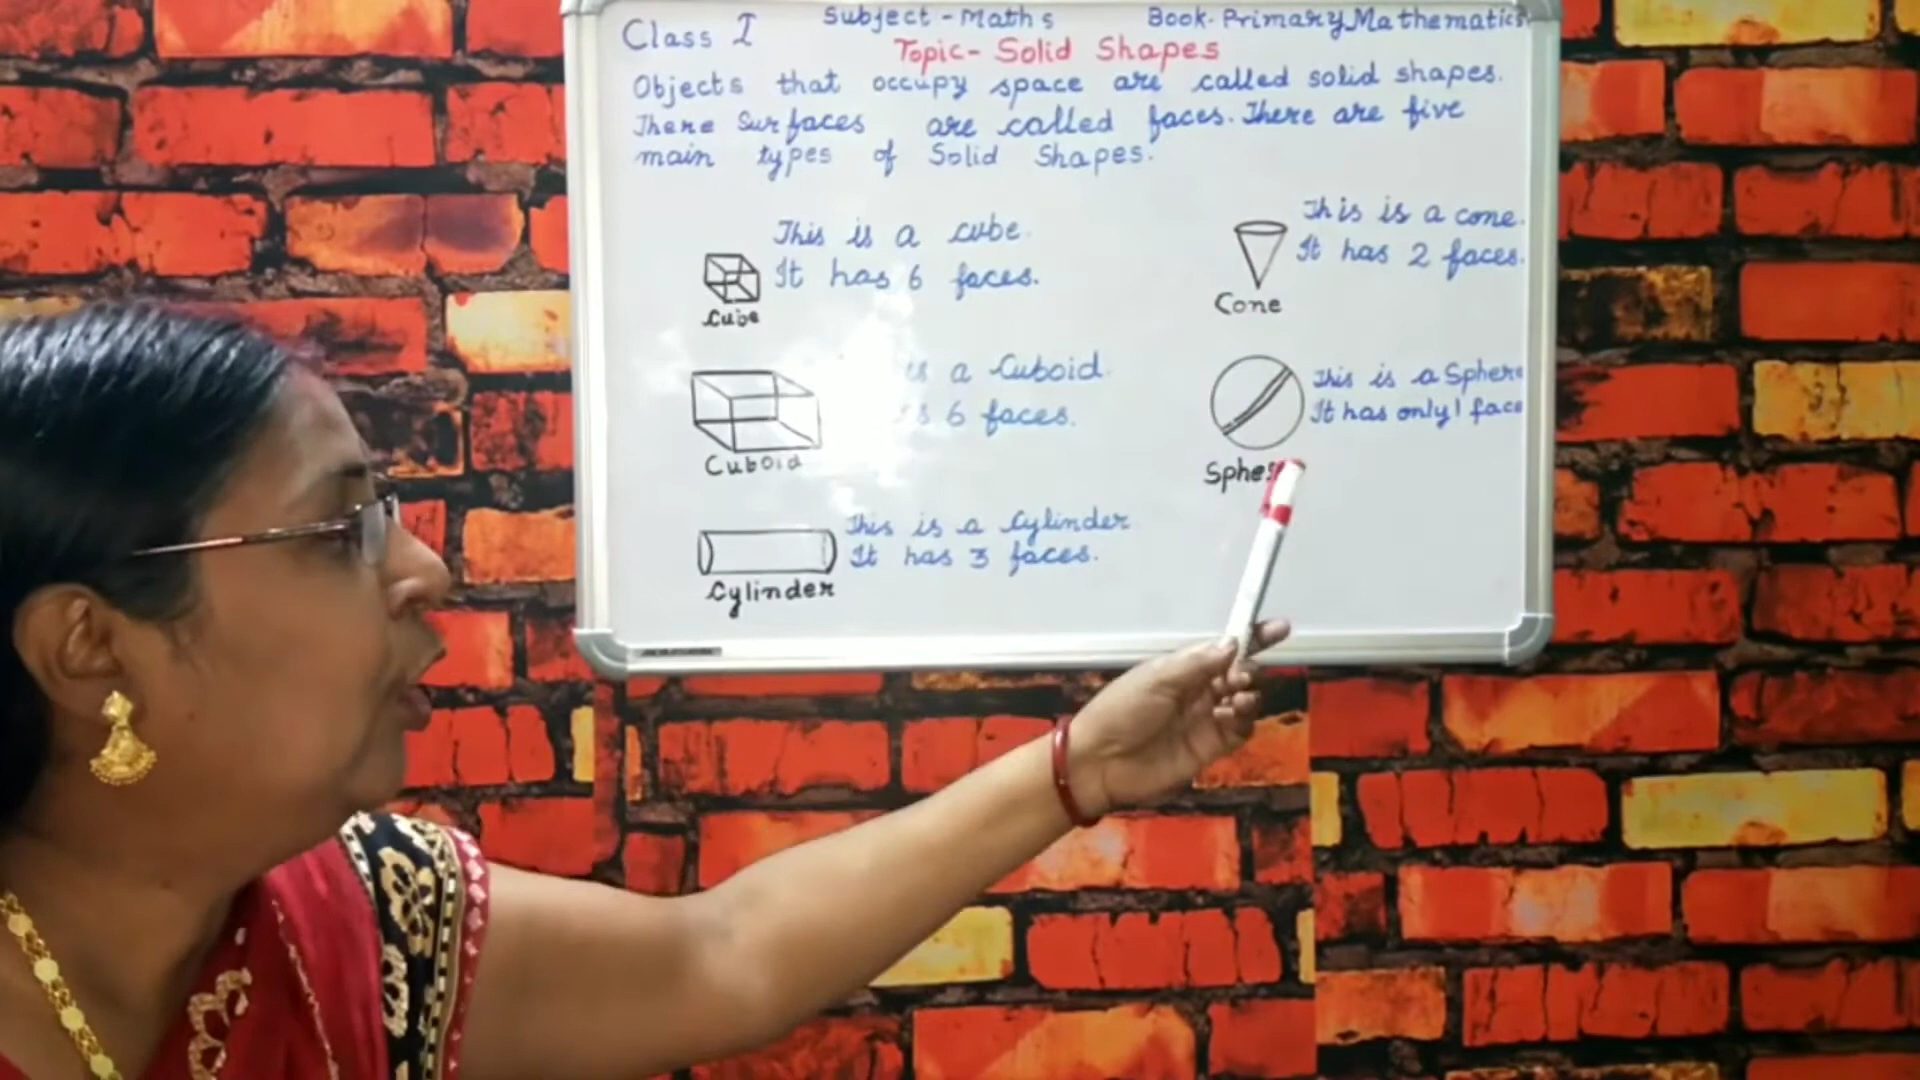 Class I
Subject - Maths
Book. Primary Mathematics.
Topic - Solid Shapes
Objects that occupy space are called solid shapes.
There Surfaces are called faces. There are five
main types of Solid Shapes.
This is a cube.
It has 6 faces.
Cube
This is a cone.
It has 2 faces.
Cone
is a Cuboid.
6 faces.
Cuboid
This is a Sphere
It has only 1 face
This is a Cylinder
It has 3 faces.
Cylinder